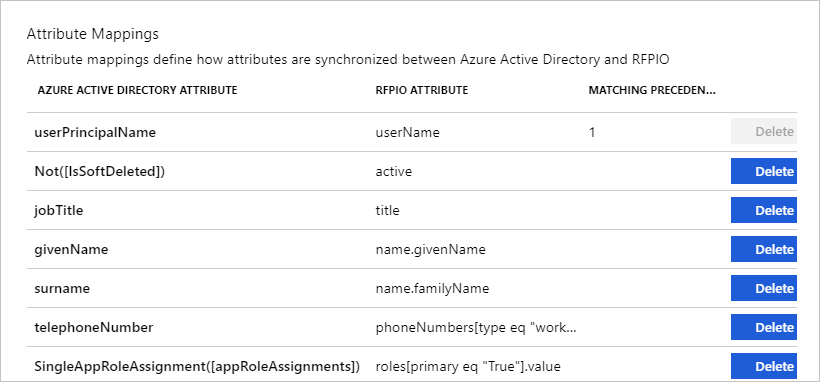 Attribute Mappings
Attribute mappings define how attributes are synchronized between Azure Active Directory and RFPIO
AZURE ACTIVE DIRECTORY ATTRIBUTE RFPIO ATTRIBUTE MATCHING PRECEDEN...
userPrincipalName userName 1 Delete
Not([IsSoftDeleted]) active Delete
jobTitle title Delete
givenName name.givenName Delete
surname name.familyName Delete
telephoneNumber phoneNumbers[type eq "work... Delete
SingleAppRoleAssignment([appRoleAssignments]) roles[primary eq "True"].value Delete